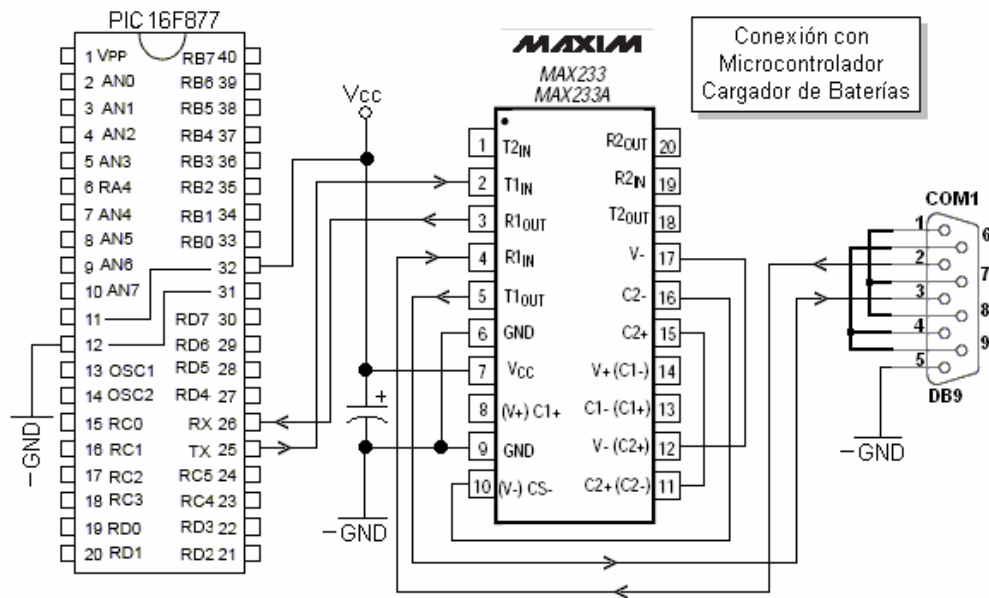 PIC 16F877
1 VPP
2 AN0
3 AN1
4 AN2
5 AN3
6 RA4
7 AN4
8 AN5
9 AN6
10 AN7
11
12
13 OSC1
14 OSC2
15 RC0
16 RC1
17 RC2
18 RC3
19 RD0
20 RD1
RB7 40
RB6 39
RB5 38
RB4 37
RB3 36
RB2 35
RB1 34
RB0 33
32
31
RD7 30
RD6 29
RD5 28
RD4 27
RX 26
TX 25
RC5 24
RC4 23
RD3 22
RD2 21
-GND
Vcc
+
-GND
MAXIM
MAX233
MAX233A
1 T2IN
2 T1IN
3 R1OUT
4 R1IN
5 T1OUT
6 GND
7 VCC
8 (V+) C1+
9 GND
10 (V-) CS-
R2OUT 20
R2IN 19
T2OUT 18
V- 17
C2- 16
C2+ 15
V+ (C1-) 14
C1- (C1+) 13
V- (C2+) 12
C2+ (C2-) 11
Conexión con
Microcontrolador
Cargador de Baterías
COM1
1
6
2
7
3
8
4
9
5
DB9
-GND